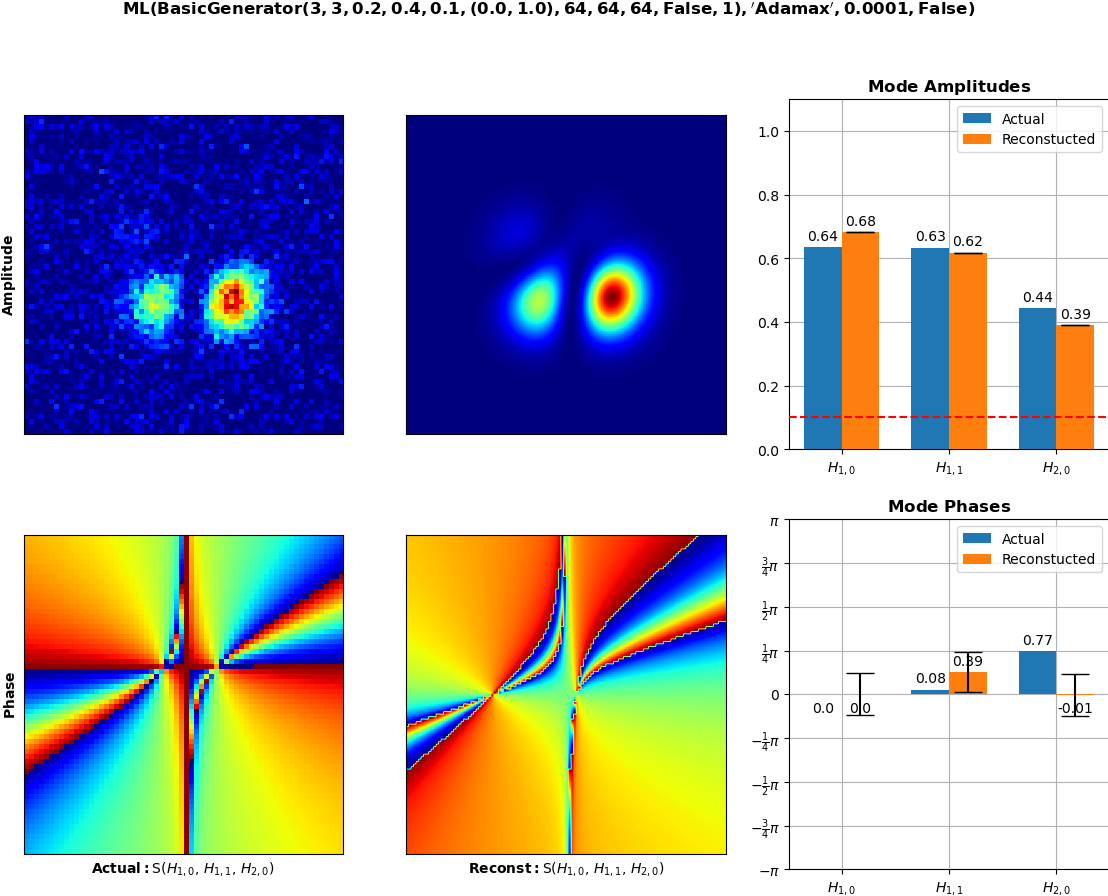 ML(BasicGenerator(3, 3, 0.2, 0.4, 0.1, (0.0, 1.0), 64, 64, 64, False, 1), 'Adamax', 0.0001, False)
Amplitude
Mode Amplitudes
Actual
Reconstucted
1.0
0.8
0.6
0.4
0.2
0.0
0.64
0.68
0.63
0.62
0.44
0.39
H1,0
H1,1
H2,0
Phase
Actual: S(H1,0, H1,1, H2,0)
Reconst: S(H1,0, H1,1, H2,0)
Mode Phases
Actual
Reconstucted
π
3/4π
1/2π
1/4π
0
−1/4π
−1/2π
−3/4π
−π
0.0
0.0
0.08
0.39
0.77
-0.01
H1,0
H1,1
H2,0